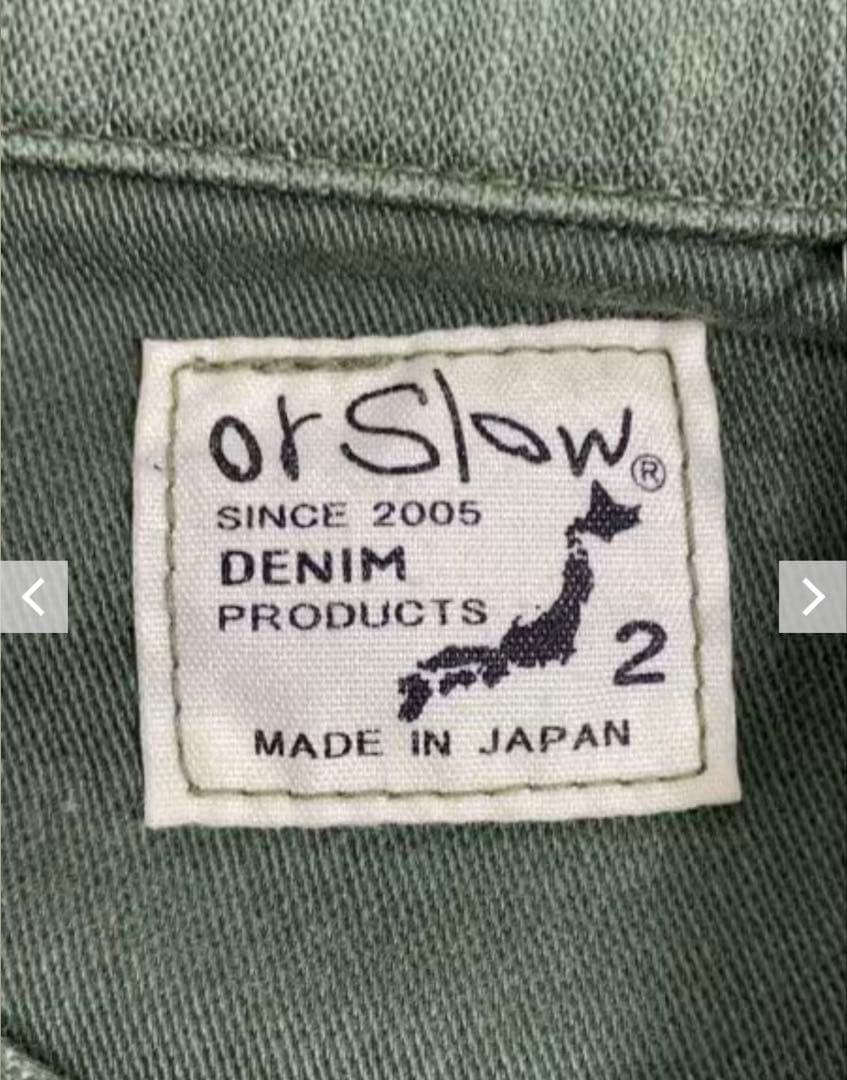 orSlow®
SINCE 2005
DENIM
PRODUCTS
2
MADE IN JAPAN